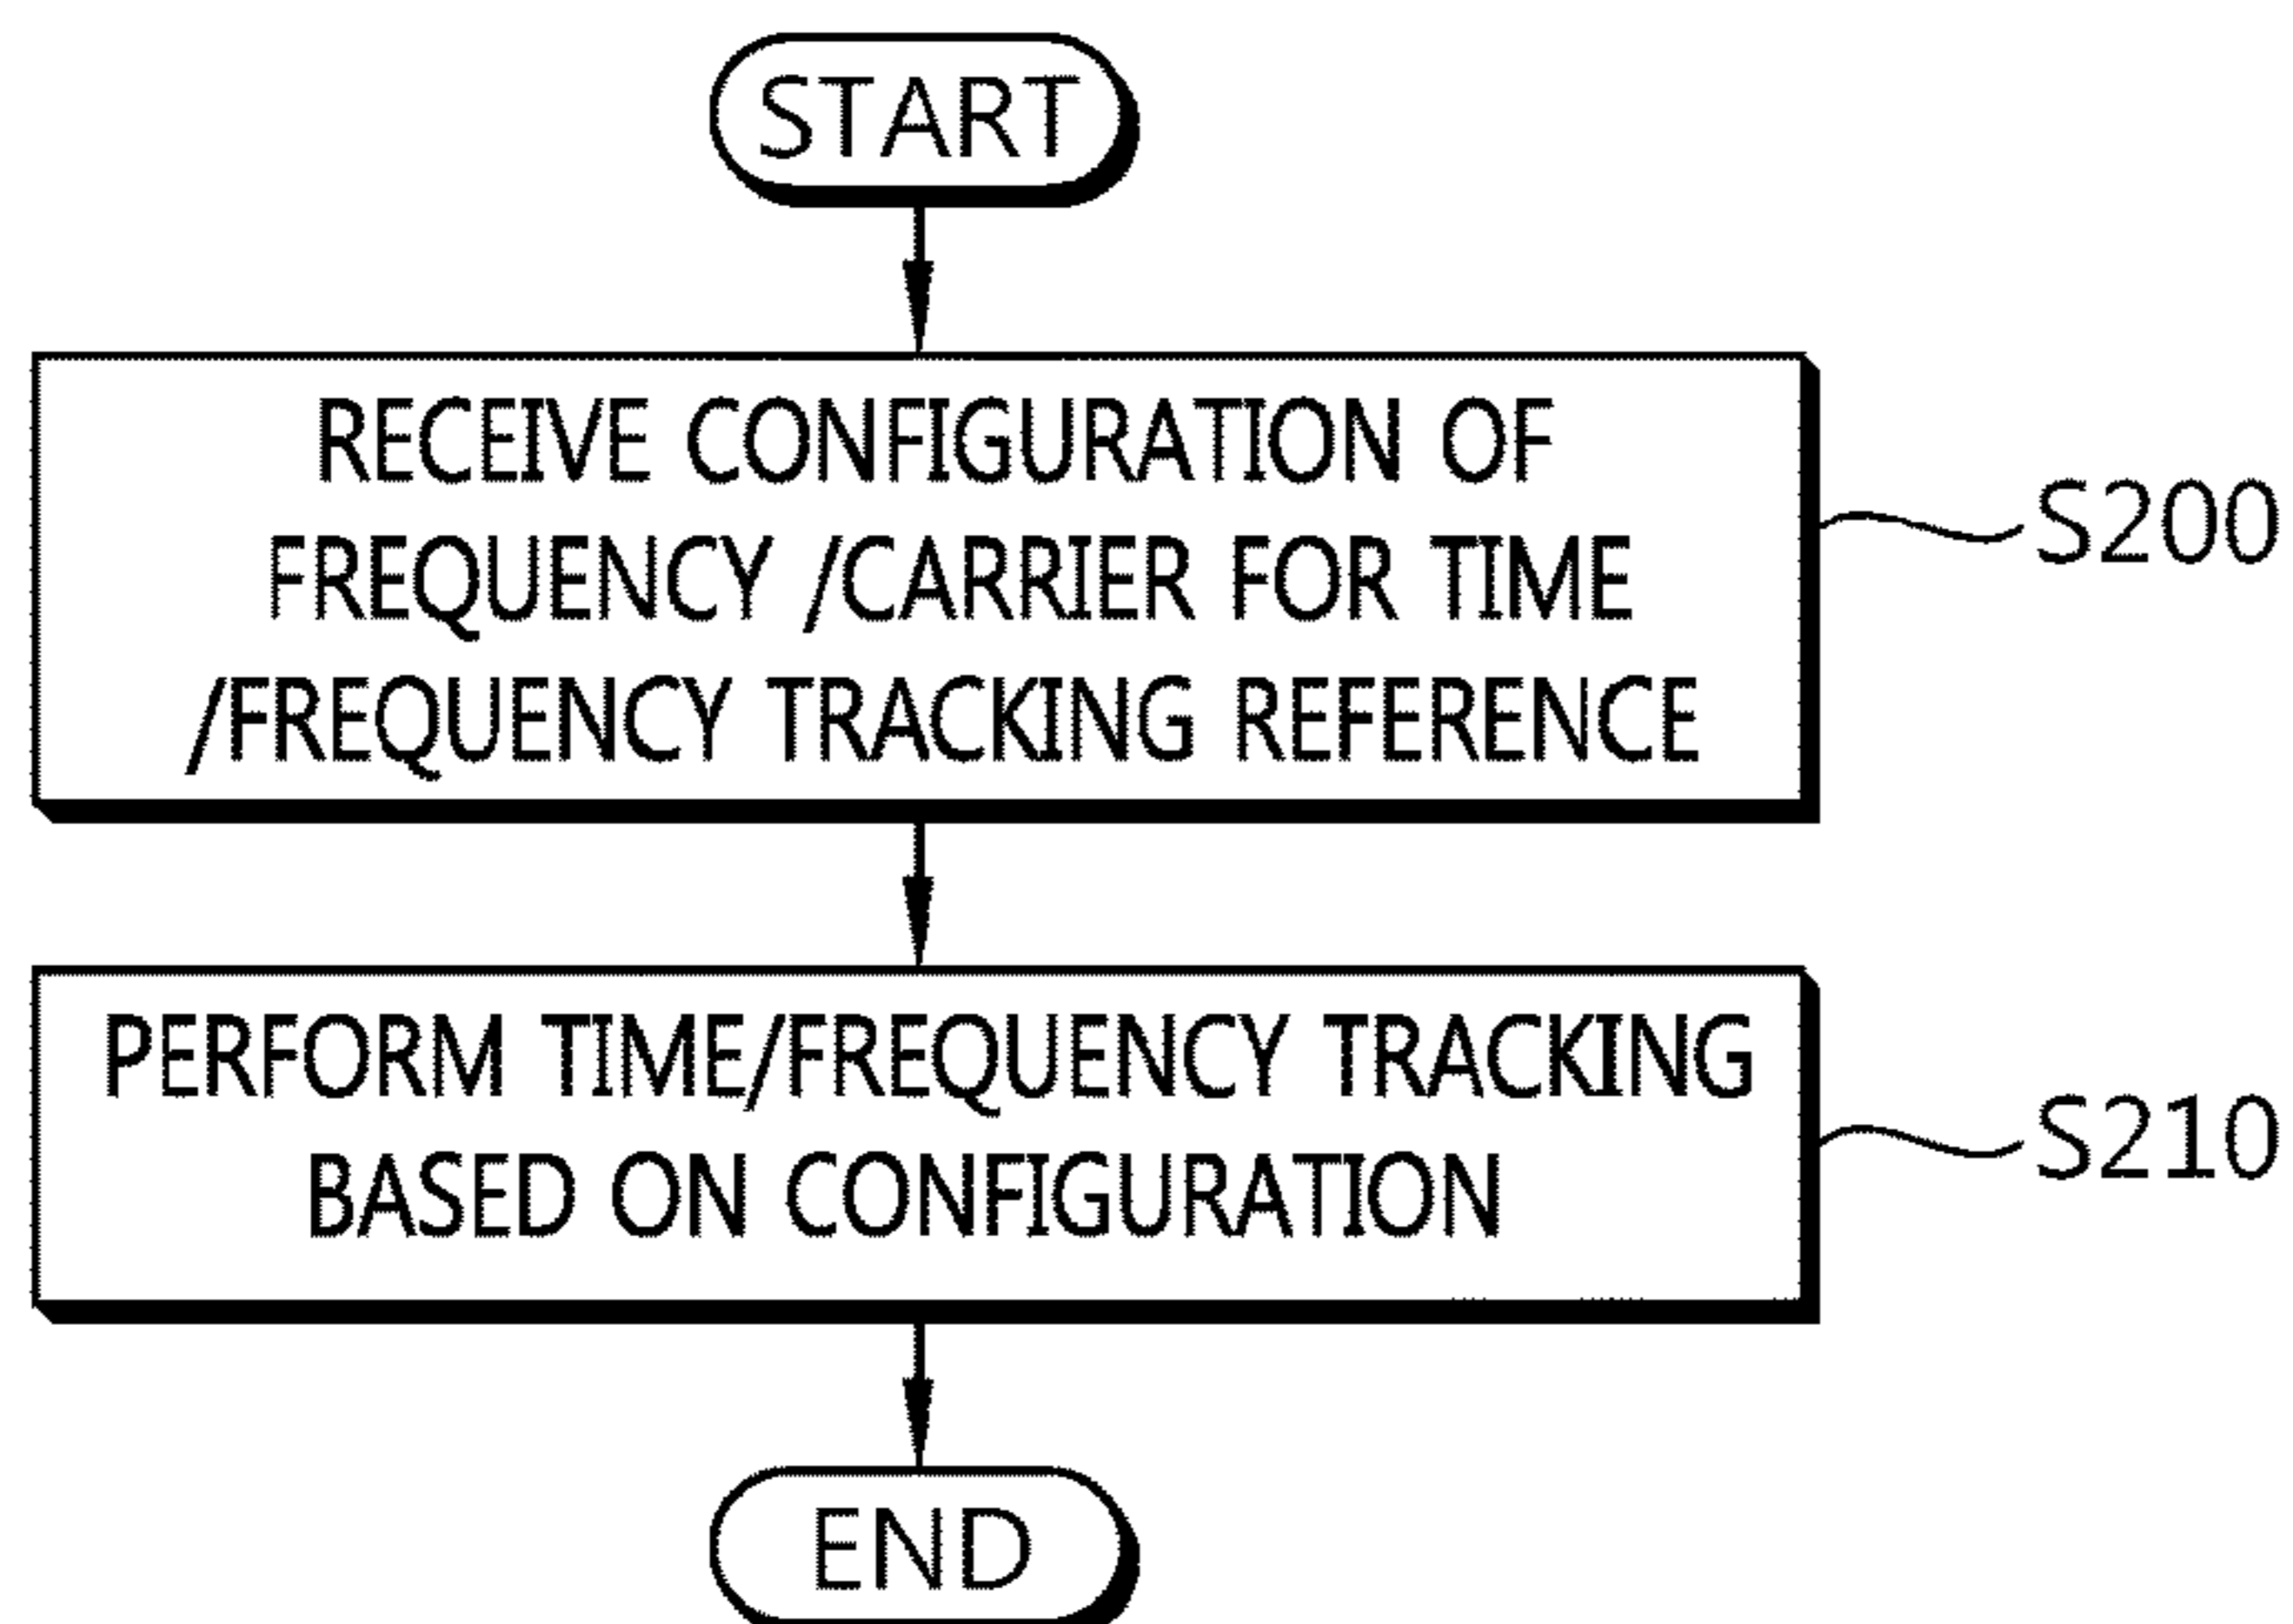 START
RECEIVE CONFIGURATION OF
FREQUENCY /CARRIER FOR TIME
/FREQUENCY TRACKING REFERENCE
S200
PERFORM TIME/FREQUENCY TRACKING
BASED ON CONFIGURATION
S210
END